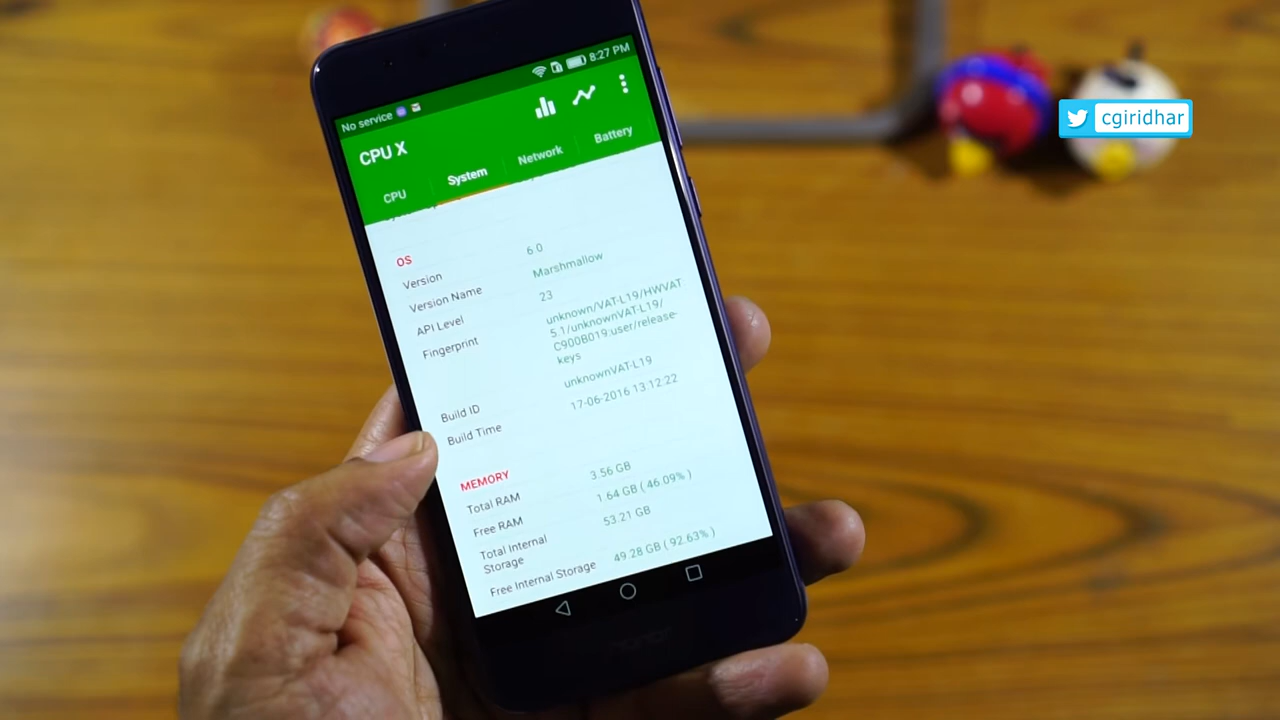 No service
8:27 PM
CPU X
CPU
System
Network
Battery
OS
Version 6.0
Version Name Marshmallow
API Level 23
Fingerprint unknown/VAT-L19/HWVAT
5.1/unknownVAT-L19/
C900B019:user/release-
keys
Build ID unknownVAT-L19
Build Time 17-06-2016 13:12:22
MEMORY
Total RAM 3.56 GB
Free RAM 1.64 GB ( 46.09% )
Total Internal 53.21 GB
Storage
Free Internal Storage 49.28 GB ( 92.63% )
honor
cgiridhar